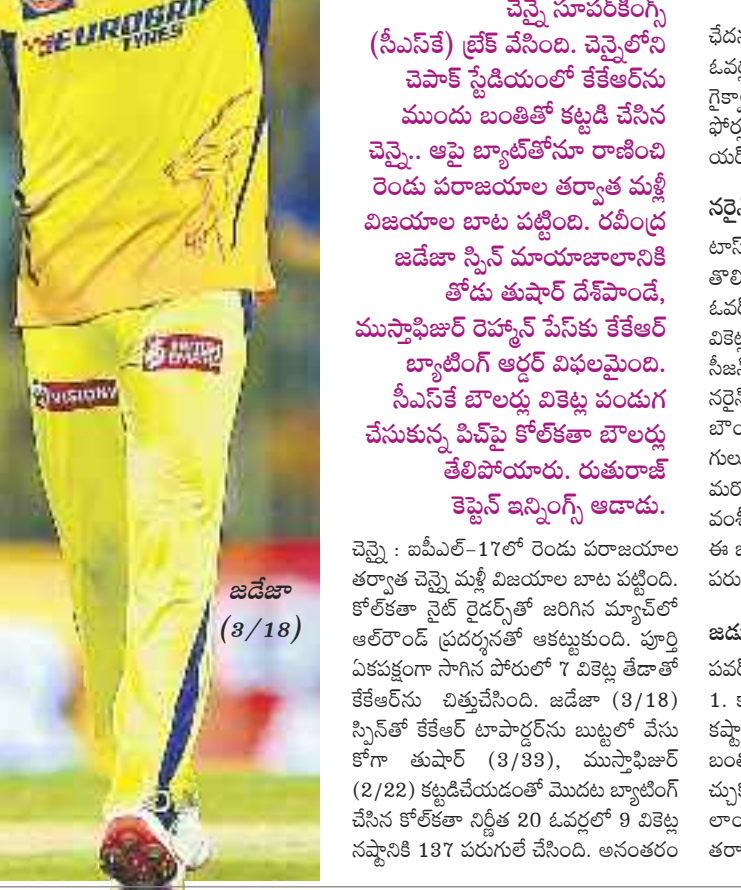 EUROGRIP
TYRES
BRITISH
EMPIRE
VISION
జడేజా
(3/18)
చెన్నై సూపర్‌కింగ్స్
(సీఎస్‌కే) బ్రేక్ వేసింది. చెన్నైలోని
చెపాక్ స్టేడియంలో కేకేఆర్‌ను
ముందు బంతితో కట్టడి చేసిన
చెన్నై.. ఆపై బ్యాట్‌తోనూ రాణించి
రెండు పరాజయాల తర్వాత మళ్లీ
విజయాల బాట పట్టింది. రవీంద్ర
జడేజా స్పిన్ మాయాజాలానికి
తోడు తుషార్ దేశ్‌పాండే,
ముస్తాఫిజుర్ రెహ్మాన్ పేస్‌కు కేకేఆర్
బ్యాటింగ్ ఆర్డర్ విఫలమైంది.
సీఎస్‌కే బౌలర్లు వికెట్ల పండుగ
చేసుకున్న పిచ్‌పై కోల్‌కతా బౌలర్లు
తేలిపోయారు. రుతురాజ్
కెప్టెన్ ఇన్నింగ్స్ ఆడాడు.
చెన్నై : ఐపీఎల్–17లో రెండు పరాజయాల
తర్వాత చెన్నై మళ్లీ విజయాల బాట పట్టింది.
కోల్‌కతా నైట్ రైడర్స్‌తో జరిగిన మ్యాచ్‌లో
ఆల్‌రౌండ్ ప్రదర్శనతో ఆకట్టుకుంది. పూర్తి
ఏకపక్షంగా సాగిన పోరులో 7 వికెట్ల తేడాతో
కేకేఆర్‌ను చిత్తుచేసింది. జడేజా (3/18)
స్పిన్‌తో కేకేఆర్ టాపార్డర్‌ను బుట్టలో వేసు
కోగా తుషార్ (3/33), ముస్తాఫిజుర్
(2/22) కట్టడిచేయడంతో మొదట బ్యాటింగ్
చేసిన కోల్‌కతా నిర్ణీత 20 ఓవర్లలో 9 వికెట్ల
నష్టానికి 137 పరుగులే చేసింది. అనంతరం